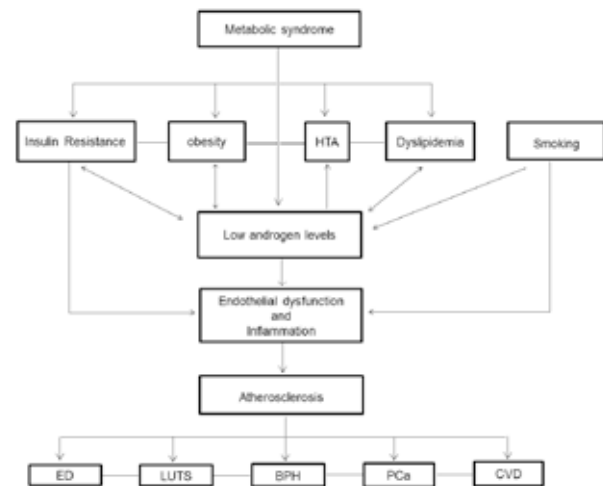 Metabolic syndrome
Insulin Resistance
obesity
HTA
Dyslipidemia
Smoking
Low androgen levels
Endothelial dysfunction
and
Inflammation
Atherosclerosis
ED
LUTS
BPH
PCa
CVD